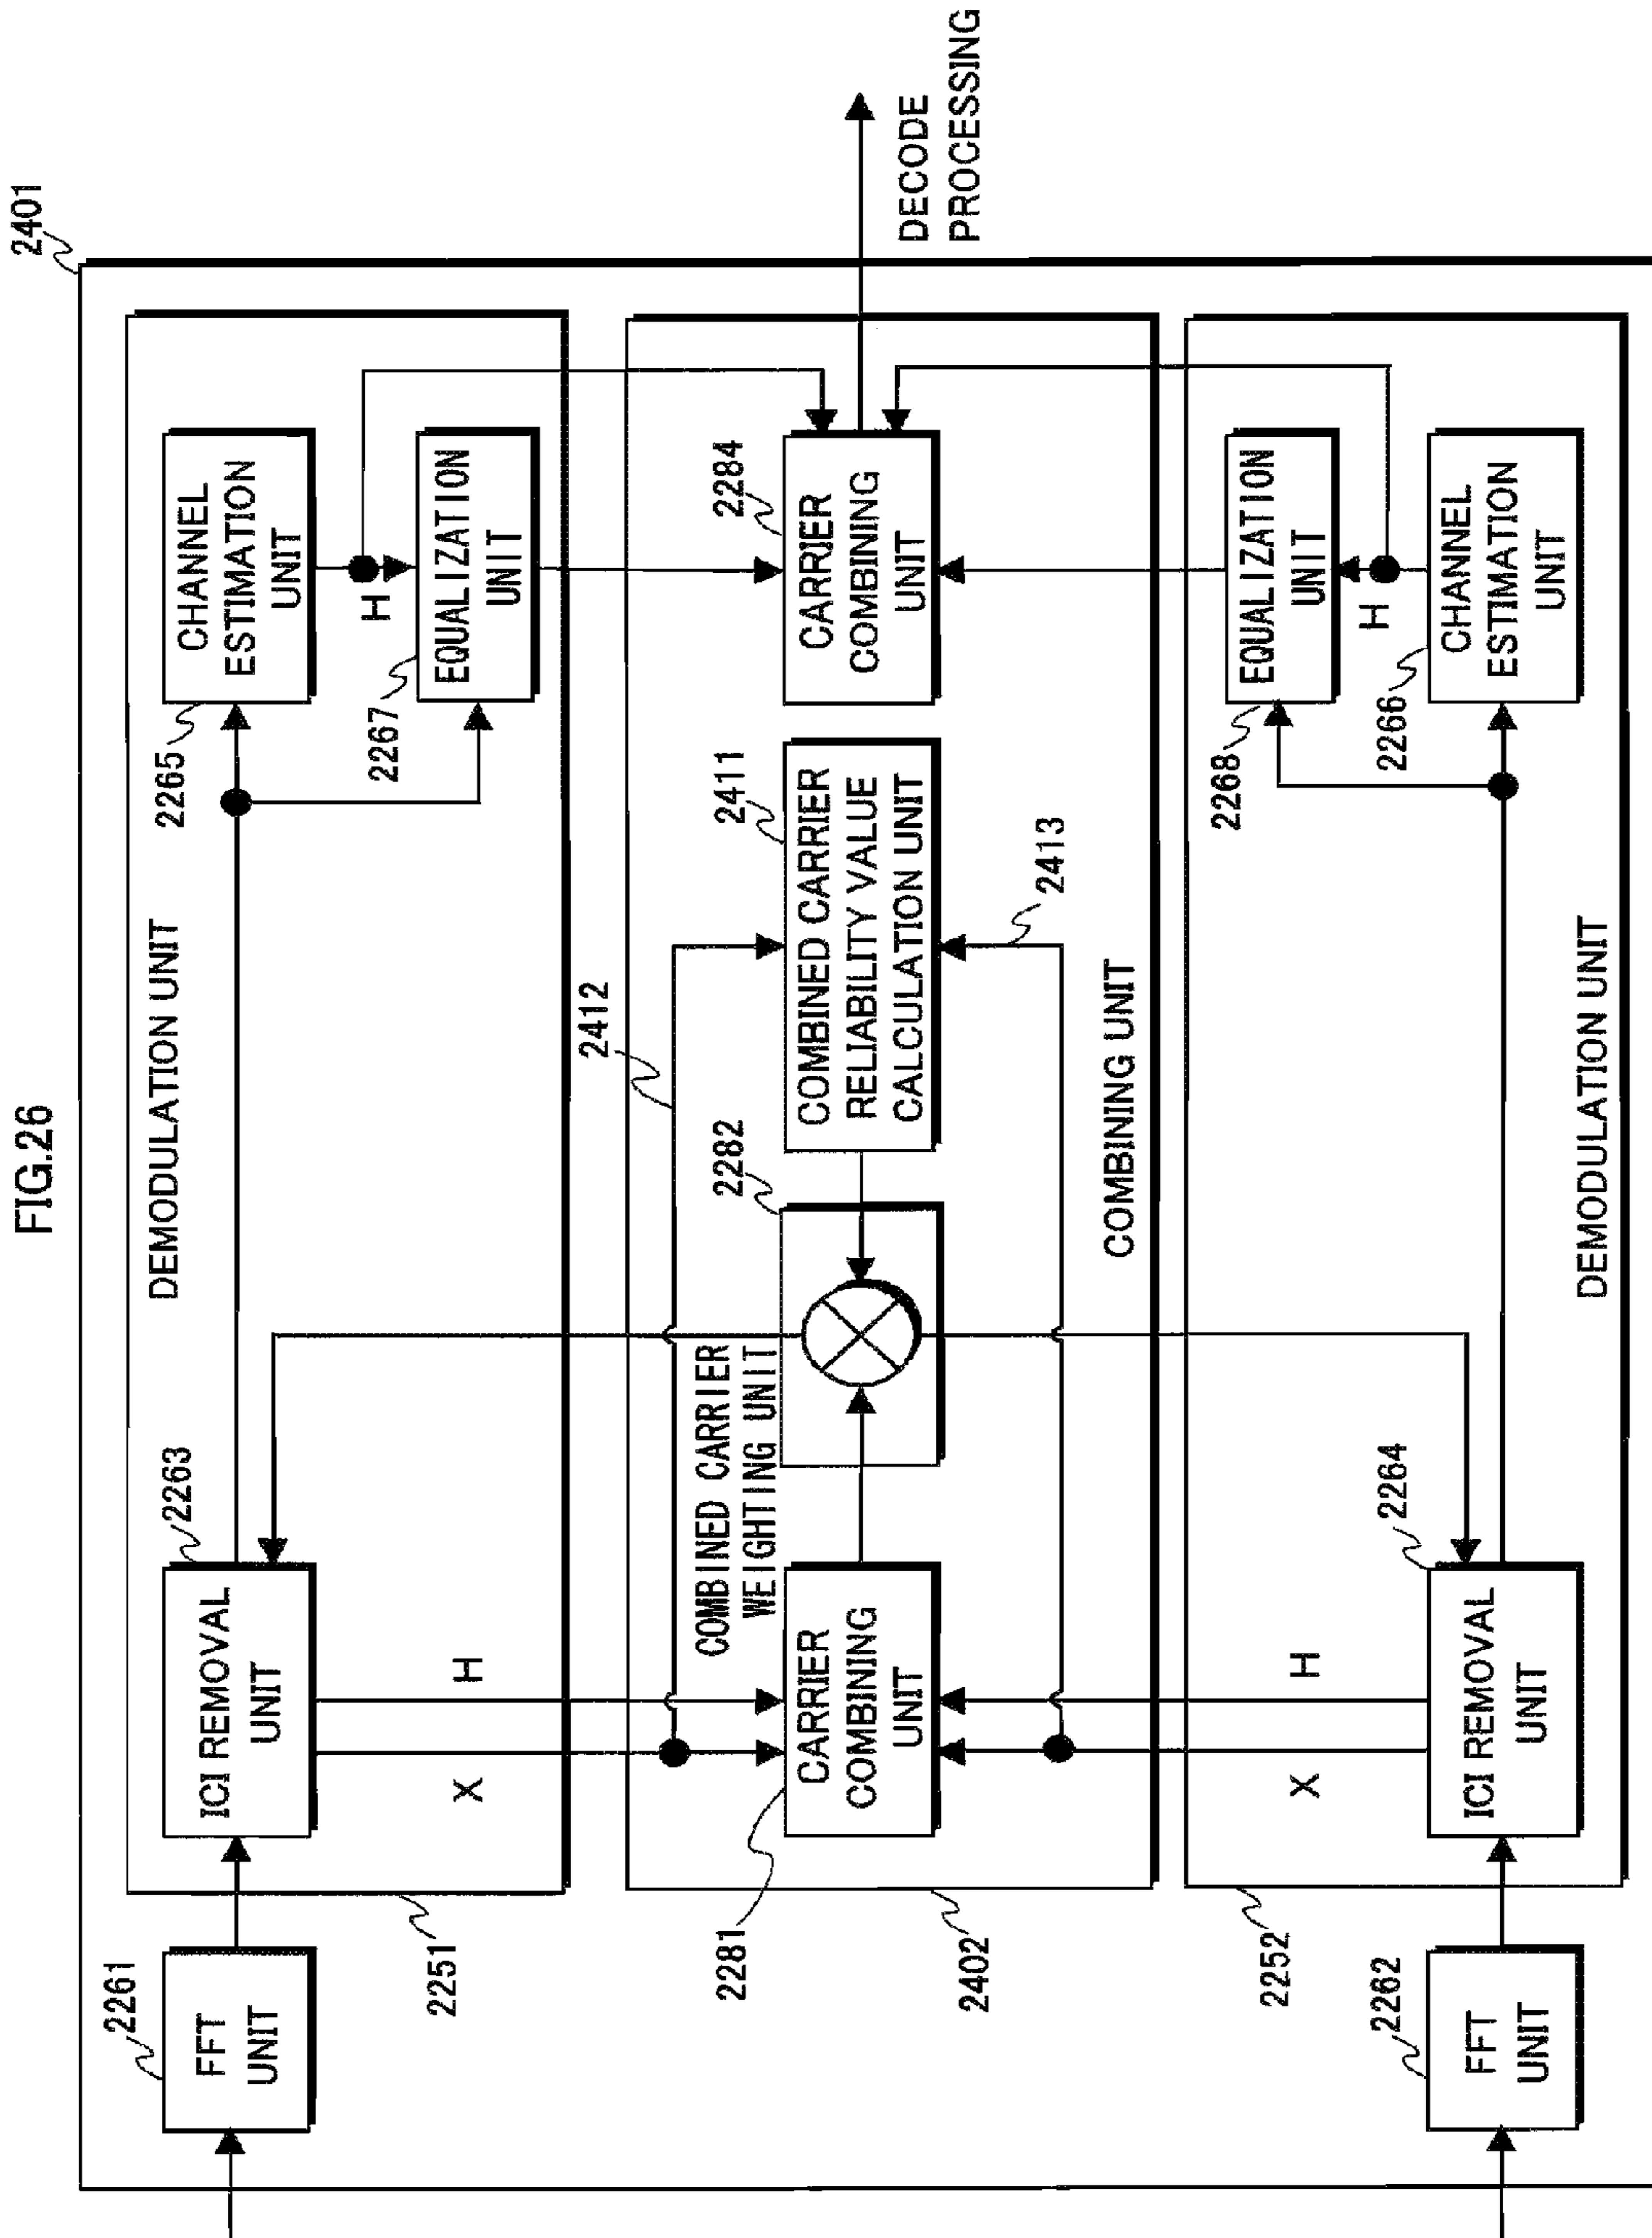 FIG.26
2401
2261
FFT
UNIT
2251
DEMODULATION UNIT
2263
ICI REMOVAL
UNIT
X
H
2265
CHANNEL
ESTIMATION
UNIT
H
2267
EQUALIZATION
UNIT
2412
2281
CARRIER
COMBINING
UNIT
COMBINED CARRIER
WEIGHTING UNIT
2282
2411
COMBINED CARRIER
RELIABILITY VALUE
CALCULATION UNIT
2413
2284
CARRIER
COMBINING
UNIT
DECODE
PROCESSING
2402
COMBINING UNIT
2262
FFT
UNIT
2252
X
H
2264
ICI REMOVAL
UNIT
2268
EQUALIZATION
UNIT
H
2266
CHANNEL
ESTIMATION
UNIT
DEMODULATION UNIT